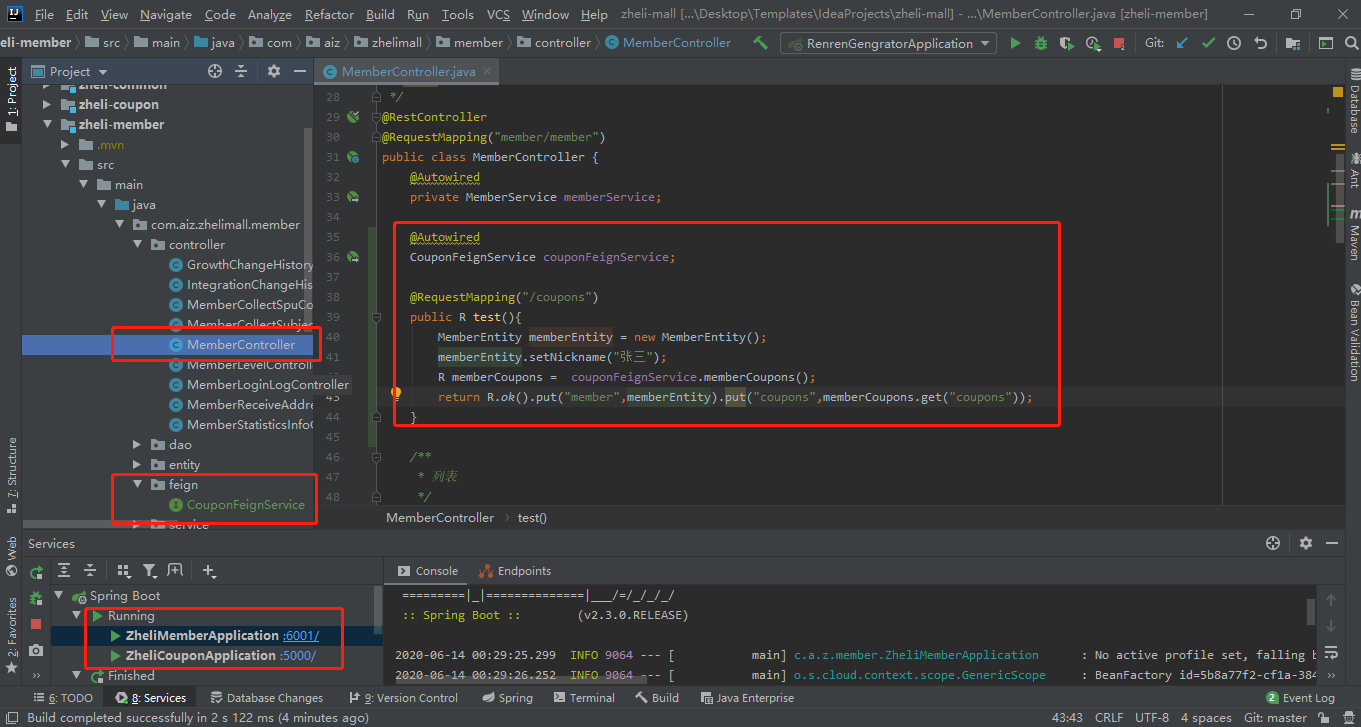 File Edit View Navigate Code Analyze Refactor Build Run Tools VCS Window Help zheli-mall [...\Desktop\Templates\IdeaProjects\zheli-mall] - ...\MemberController.java [zheli-member]
eli-member src main java com aiz zhelimall member controller MemberController RenrenGengratorApplication Git:
Project MemberController.java
1: Project
zheli-common
zheli-coupon
zheli-member
.mvn
src
main
java
com.aiz.zhelimall.member
controller
GrowthChangeHistory
IntegrationChangeHis
MemberCollectSpuCo
MemberCollectSubje
MemberController
MemberLevelControll
MemberLoginLogController
MemberReceiveAddre
MemberStatisticsInfoC
dao
entity
feign
CouponFeignService
service
28 */
29 @RestController
30 @RequestMapping("member/member")
31 public class MemberController {
32 @Autowired
33 private MemberService memberService;
34
35 @Autowired
36 CouponFeignService couponFeignService;
37
38 @RequestMapping("/coupons")
39 public R test(){
40 MemberEntity memberEntity = new MemberEntity();
41 memberEntity.setNickname("张三");
42 R memberCoupons = couponFeignService.memberCoupons();
43 return R.ok().put("member",memberEntity).put("coupons",memberCoupons.get("coupons"));
44 }
45
46 /**
47 * 列表
48 */
MemberController test()
Database
Ant
Maven
Bean Validation
7: Structure
Web
2: Favorites
Services
Console Endpoints
Spring Boot
Running
ZheliMemberApplication :6001/
ZheliCouponApplication :5000/
Finished
=========|_|==============|___/=/_/_/_/
:: Spring Boot :: (v2.3.0.RELEASE)
2020-06-14 00:29:25.299 INFO 9064 --- [ main] c.a.z.member.ZheliMemberApplication : No active profile set, falling b
2020-06-14 00:29:26.252 INFO 9064 --- [ main] o.s.cloud.context.scope.GenericScope : BeanFactory id=5b8a77f2-cf1a-384
6: TODO 8: Services Database Changes 9: Version Control Spring Terminal Build Java Enterprise 2 Event Log
Build completed successfully in 2 s 122 ms (4 minutes ago) 43:43 CRLF UTF-8 4 spaces Git: master